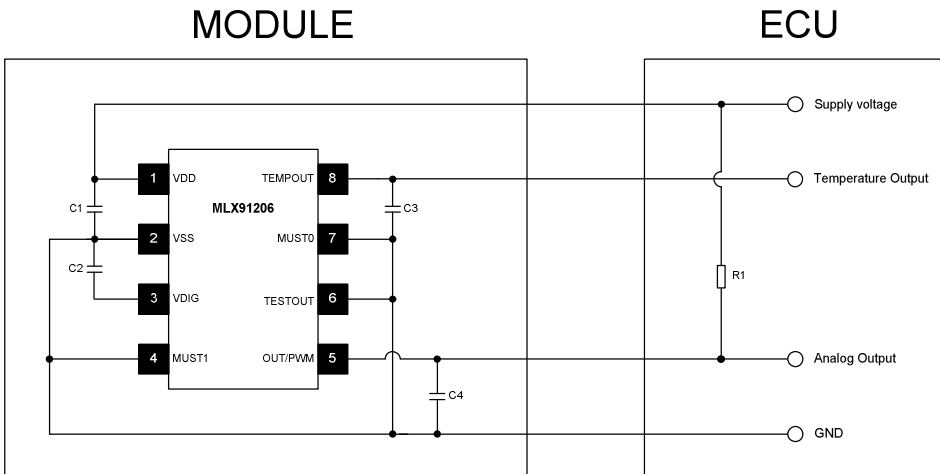 MODULE
ECU
Supply voltage
1 VDD TEMPOUT 8
Temperature Output
MLX91206
C1
C3
2 VSS MUST0 7
C2
R1
3 VDIG TESTOUT 6
4 MUST1 OUT/PWM 5
Analog Output
C4
GND